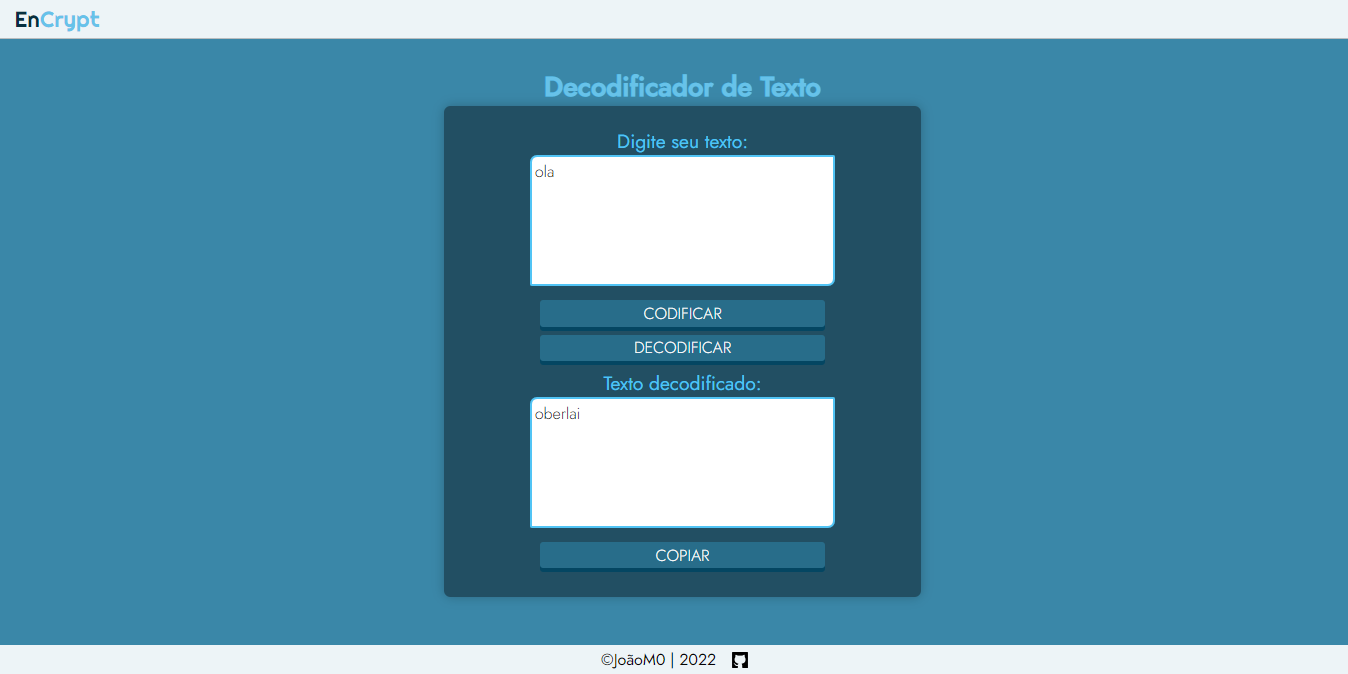 EnCrypt
Decodificador de Texto
Digite seu texto:
ola
CODIFICAR
DECODIFICAR
Texto decodificado:
oberlai
COPIAR
©JoãoM0 | 2022